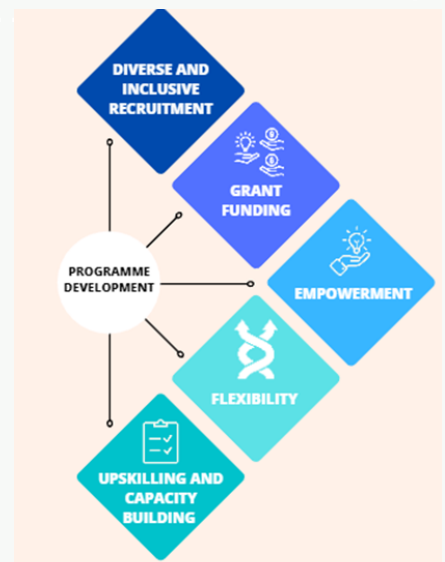 DIVERSE AND
INCLUSIVE
RECRUITMENT
GRANT
FUNDING
PROGRAMME
DEVELOPMENT
EMPOWERMENT
FLEXIBILITY
UPSKILLING AND
CAPACITY
BUILDING